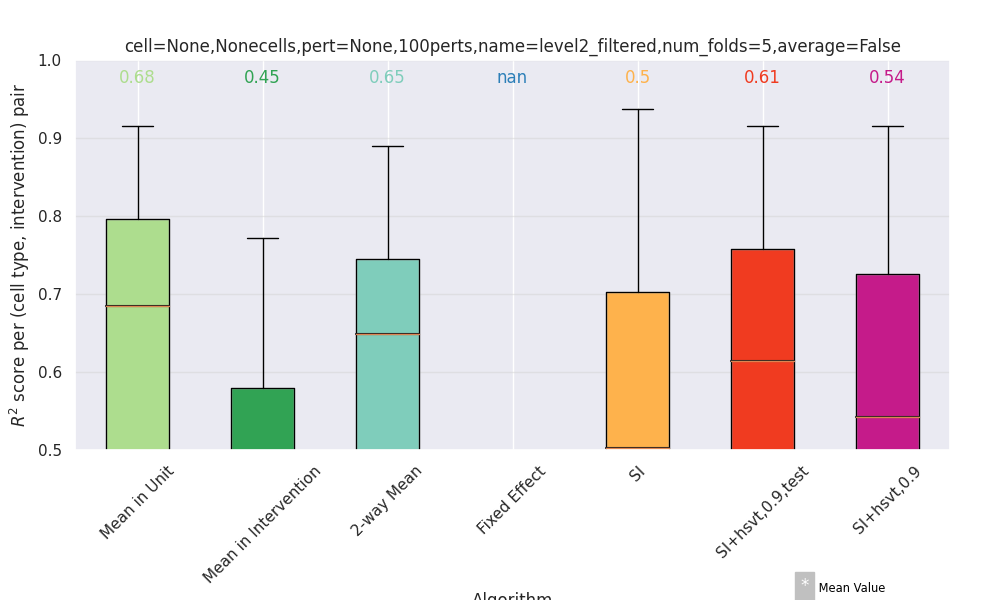 cell=None,Nonecells,pert=None,100perts,name=level2_filtered,num_folds=5,average=False
1.0
0.68 0.45 0.65 nan 0.5 0.61 0.54
0.9
0.8
0.7
0.6
0.5
R² score per (cell type, intervention) pair
Mean in Unit
Mean in Intervention
2-way Mean
Fixed Effect
SI
SI+hsvt,0.9,test
SI+hsvt,0.9
Algorithm
* Mean Value